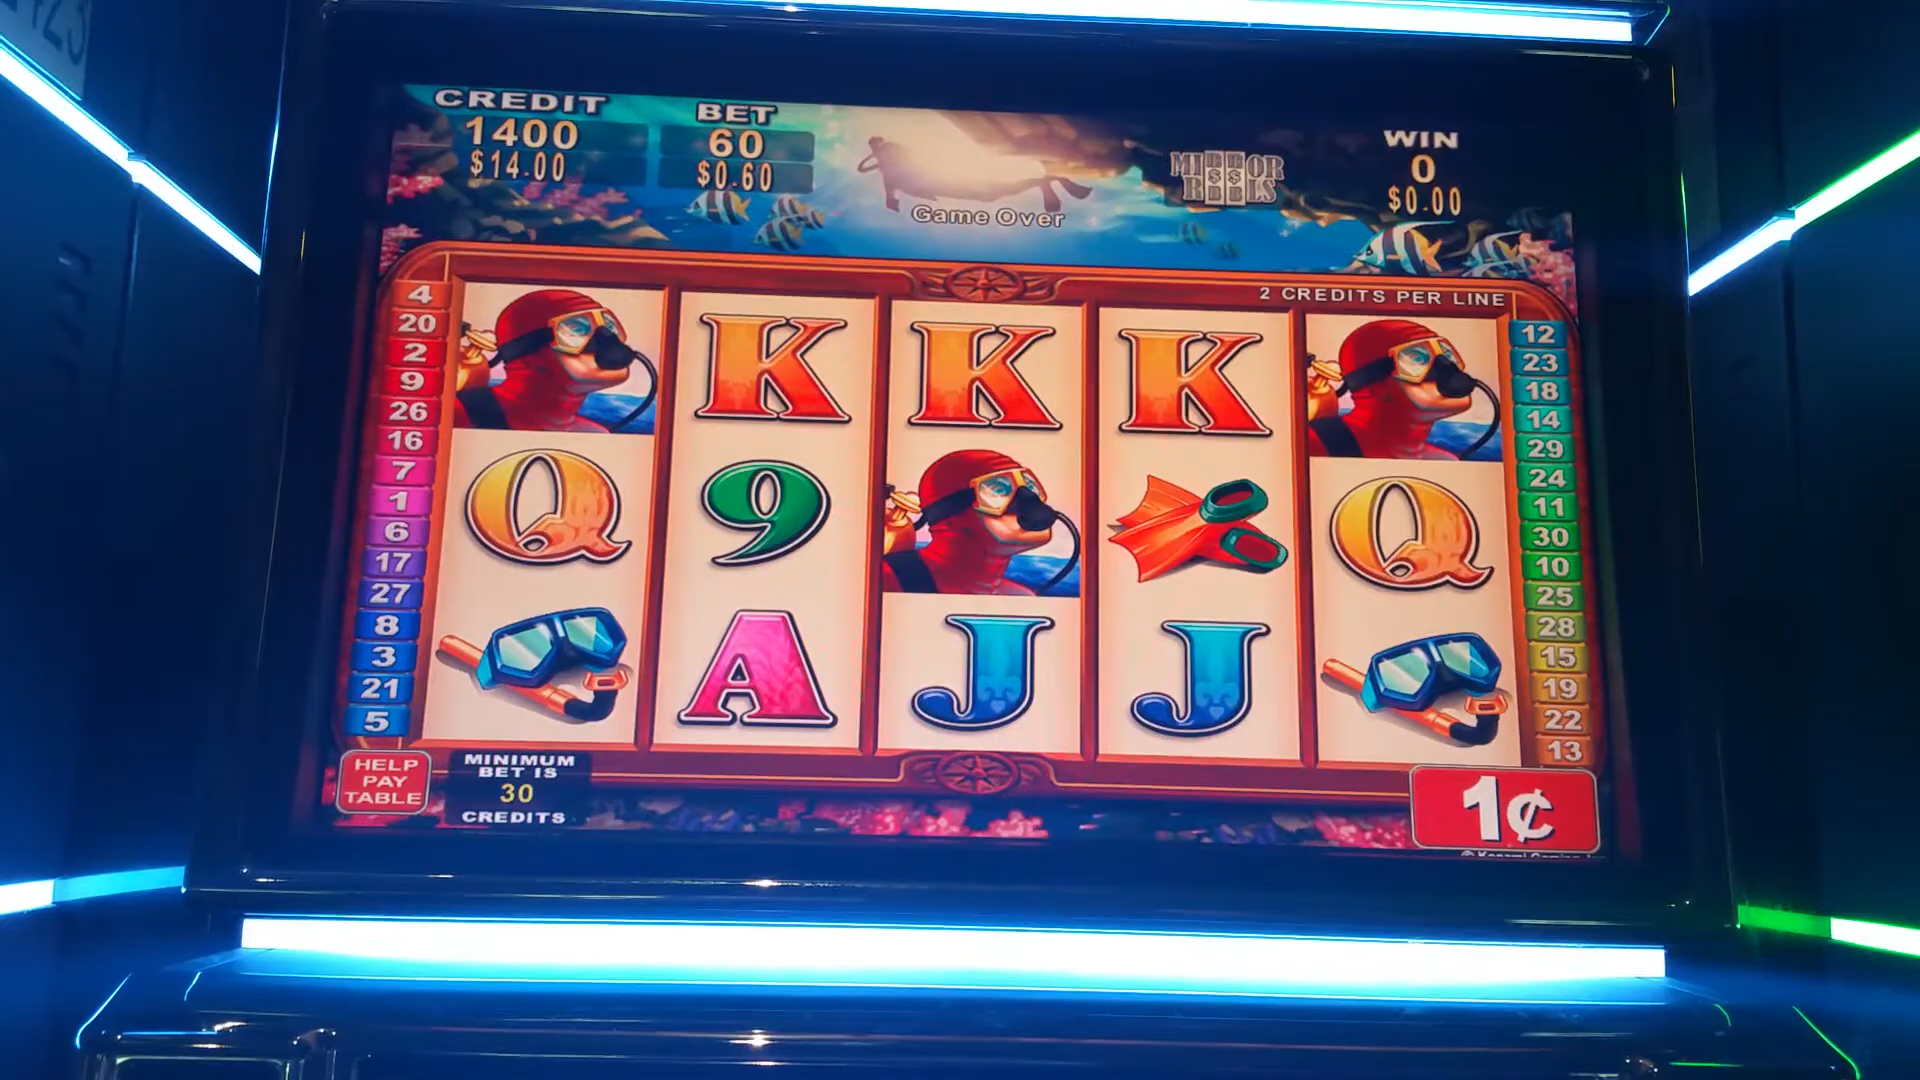 CREDIT
1400
$14.00
BET
60
$0.60
Game Over
MIRROR
REELS
WIN
0
$0.00
2 CREDITS PER LINE
4
20
2
9
26
16
7
1
6
17
27
8
3
21
5
K K K
Q 9 Q
A J J
12
23
18
14
29
24
11
30
10
25
28
15
19
22
13
HELP
PAY
TABLE
MINIMUM
BET IS
30
CREDITS
1¢